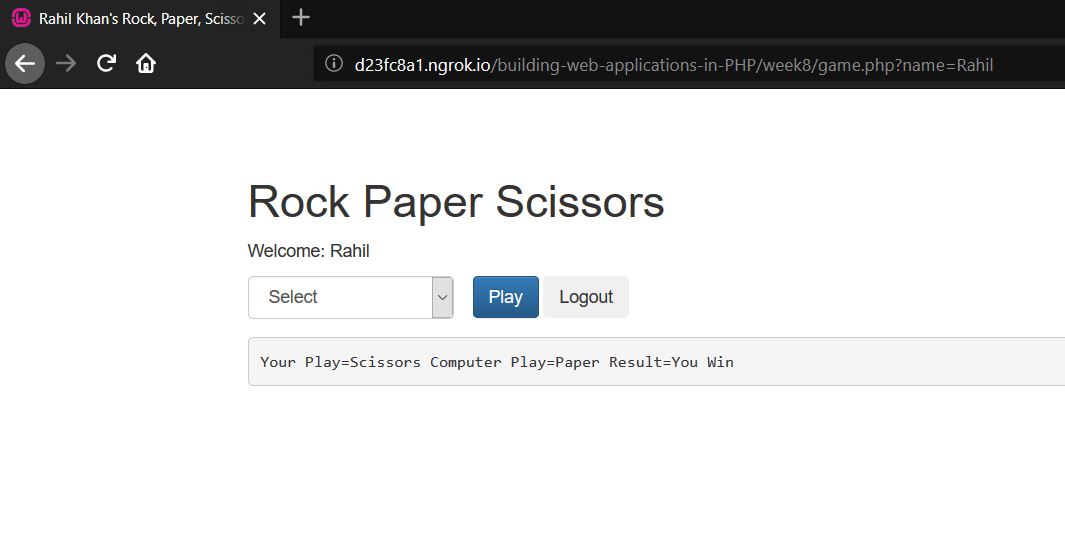 Rahil Khan's Rock, Paper, Scisso
d23fc8a1.ngrok.io/building-web-applications-in-PHP/week8/game.php?name=Rahil
Rock Paper Scissors
Welcome: Rahil
Select Play Logout
Your Play=Scissors Computer Play=Paper Result=You Win